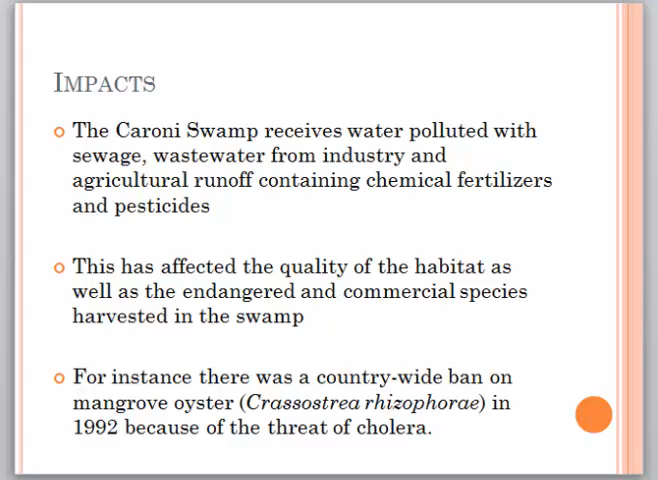 IMPACTS
The Caroni Swamp receives water polluted with
sewage, wastewater from industry and
agricultural runoff containing chemical fertilizers
and pesticides
This has affected the quality of the habitat as
well as the endangered and commercial species
harvested in the swamp
For instance there was a country-wide ban on
mangrove oyster (Crassostrea rhizophorae) in
1992 because of the threat of cholera.